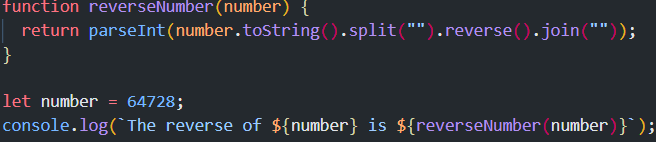 function reverseNumber(number) {
  return parseInt(number.toString().split("").reverse().join(""));
}
let number = 64728;
console.log(`The reverse of ${number} is ${reverseNumber(number)}`);